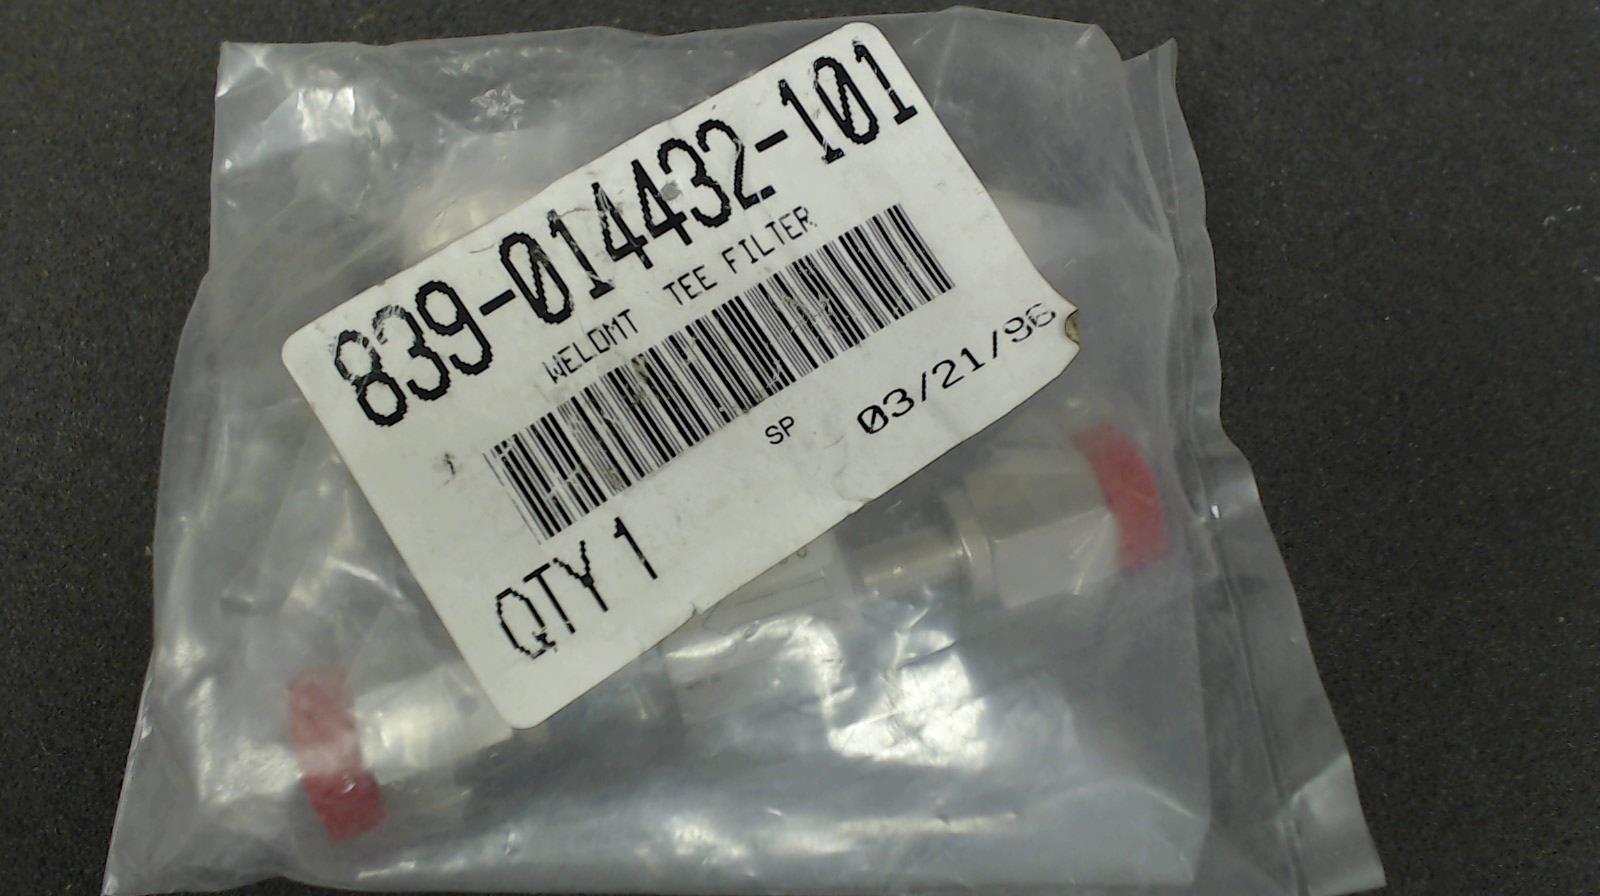 839-014432-101
WELDMT TEE FILTER
SP 03/21/96
QTY 1